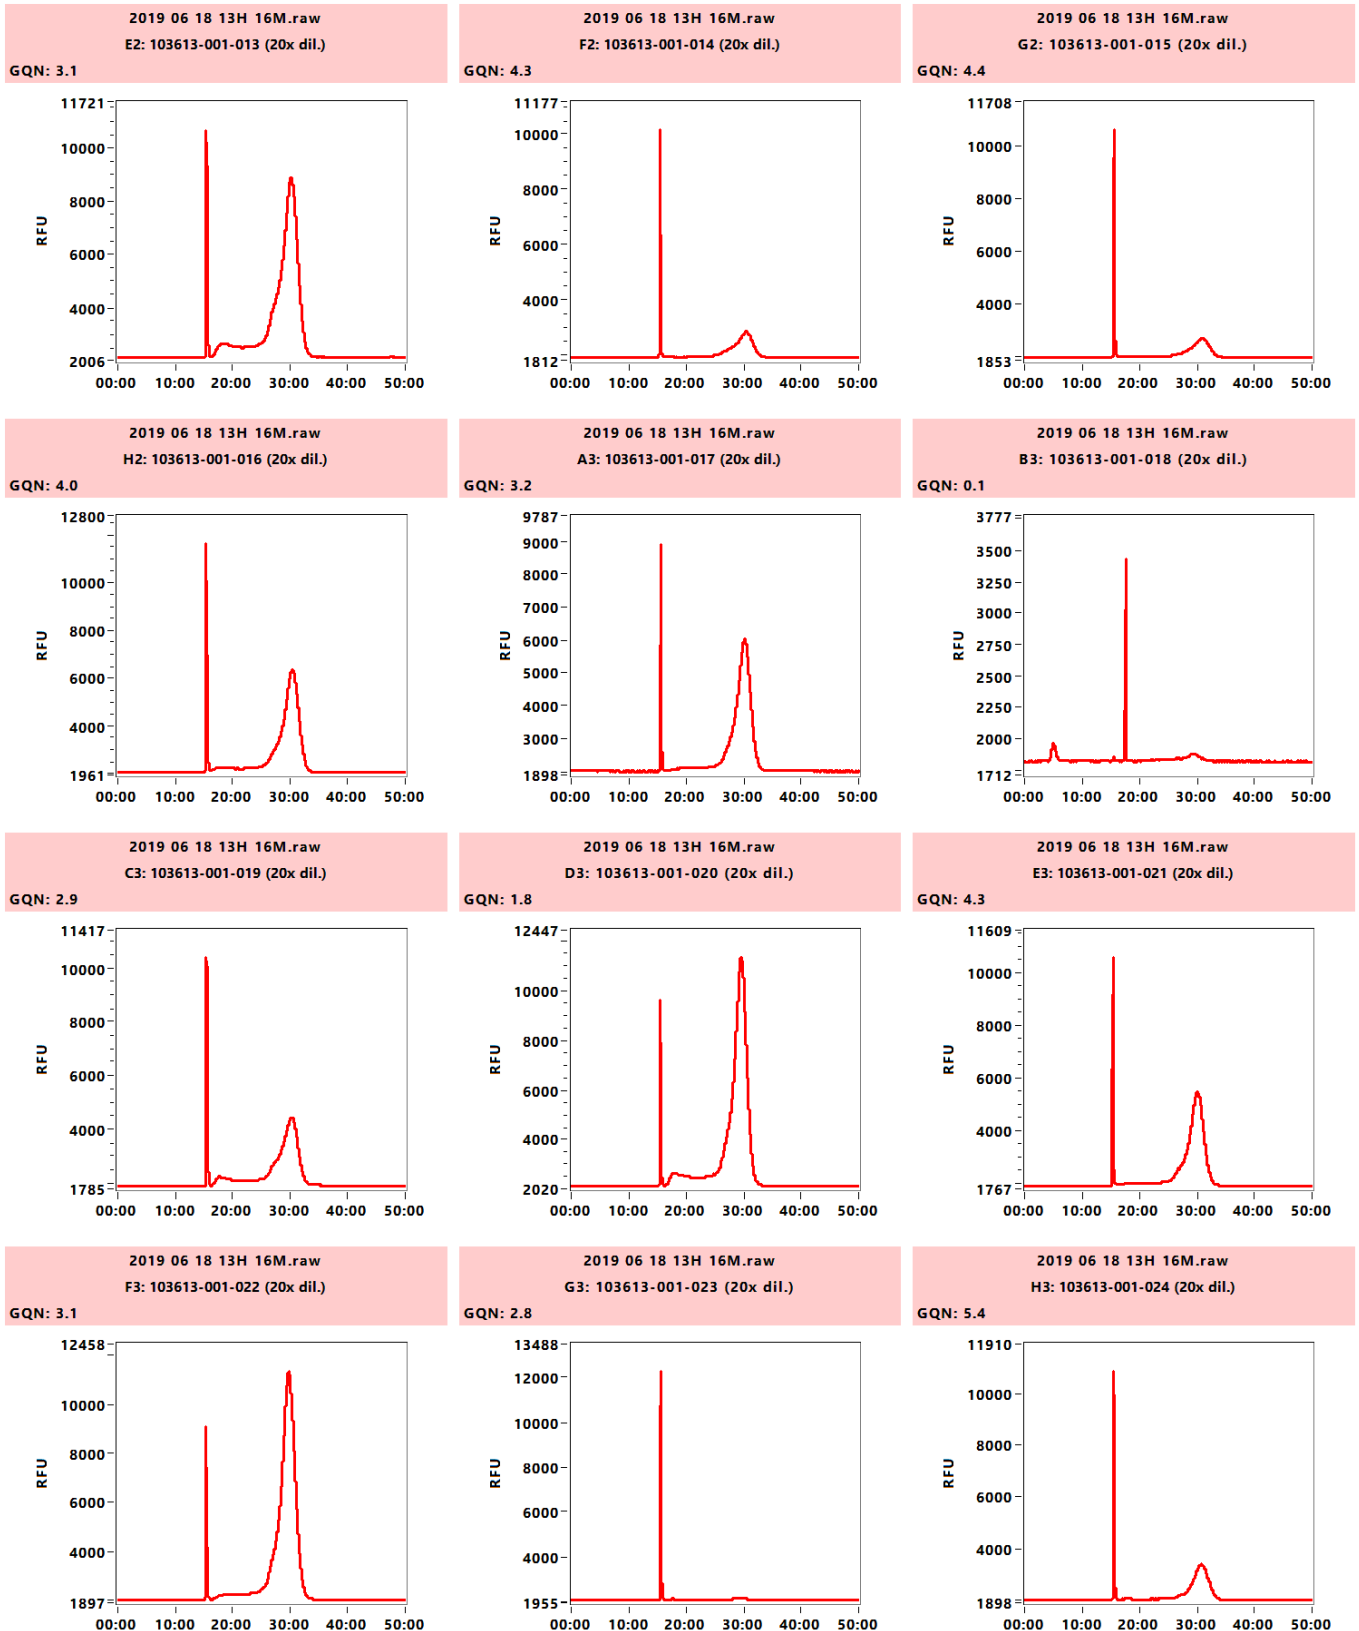 2019 06 18 13H 16M.raw
E2: 103613-001-013 (20x dil.)
GQN: 3.1
11721
10000
8000
6000
4000
2006
RFU
00:00 10:00 20:00 30:00 40:00 50:00
2019 06 18 13H 16M.raw
F2: 103613-001-014 (20x dil.)
GQN: 4.3
11177
10000
8000
6000
4000
1812
RFU
00:00 10:00 20:00 30:00 40:00 50:00
2019 06 18 13H 16M.raw
G2: 103613-001-015 (20x dil.)
GQN: 4.4
11708
10000
8000
6000
4000
1853
RFU
00:00 10:00 20:00 30:00 40:00 50:00
2019 06 18 13H 16M.raw
H2: 103613-001-016 (20x dil.)
GQN: 4.0
12800
10000
8000
6000
4000
1961
RFU
00:00 10:00 20:00 30:00 40:00 50:00
2019 06 18 13H 16M.raw
A3: 103613-001-017 (20x dil.)
GQN: 3.2
9787
9000
8000
7000
6000
5000
4000
3000
1898
RFU
00:00 10:00 20:00 30:00 40:00 50:00
2019 06 18 13H 16M.raw
B3: 103613-001-018 (20x dil.)
GQN: 0.1
3777
3500
3250
3000
2750
2500
2250
2000
1712
RFU
00:00 10:00 20:00 30:00 40:00 50:00
2019 06 18 13H 16M.raw
C3: 103613-001-019 (20x dil.)
GQN: 2.9
11417
10000
8000
6000
4000
1785
RFU
00:00 10:00 20:00 30:00 40:00 50:00
2019 06 18 13H 16M.raw
D3: 103613-001-020 (20x dil.)
GQN: 1.8
12447
10000
8000
6000
4000
2020
RFU
00:00 10:00 20:00 30:00 40:00 50:00
2019 06 18 13H 16M.raw
E3: 103613-001-021 (20x dil.)
GQN: 4.3
11609
10000
8000
6000
4000
1767
RFU
00:00 10:00 20:00 30:00 40:00 50:00
2019 06 18 13H 16M.raw
F3: 103613-001-022 (20x dil.)
GQN: 3.1
12458
10000
8000
6000
4000
1897
RFU
00:00 10:00 20:00 30:00 40:00 50:00
2019 06 18 13H 16M.raw
G3: 103613-001-023 (20x dil.)
GQN: 2.8
13488
12000
10000
8000
6000
4000
1955
RFU
00:00 10:00 20:00 30:00 40:00 50:00
2019 06 18 13H 16M.raw
H3: 103613-001-024 (20x dil.)
GQN: 5.4
11910
10000
8000
6000
4000
1898
RFU
00:00 10:00 20:00 30:00 40:00 50:00